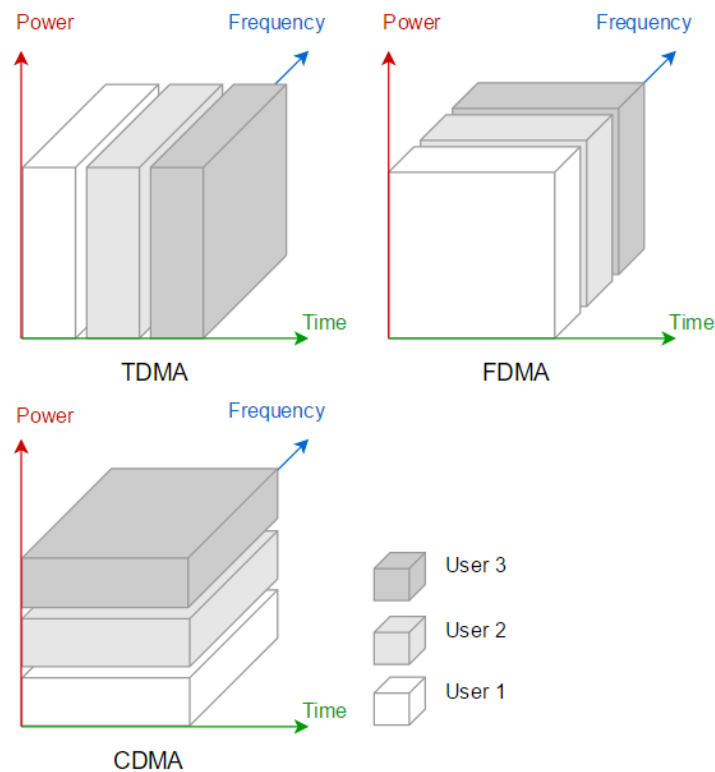 Power
Frequency
Time
TDMA
Power
Frequency
Time
FDMA
Power
Frequency
Time
CDMA
User 3
User 2
User 1